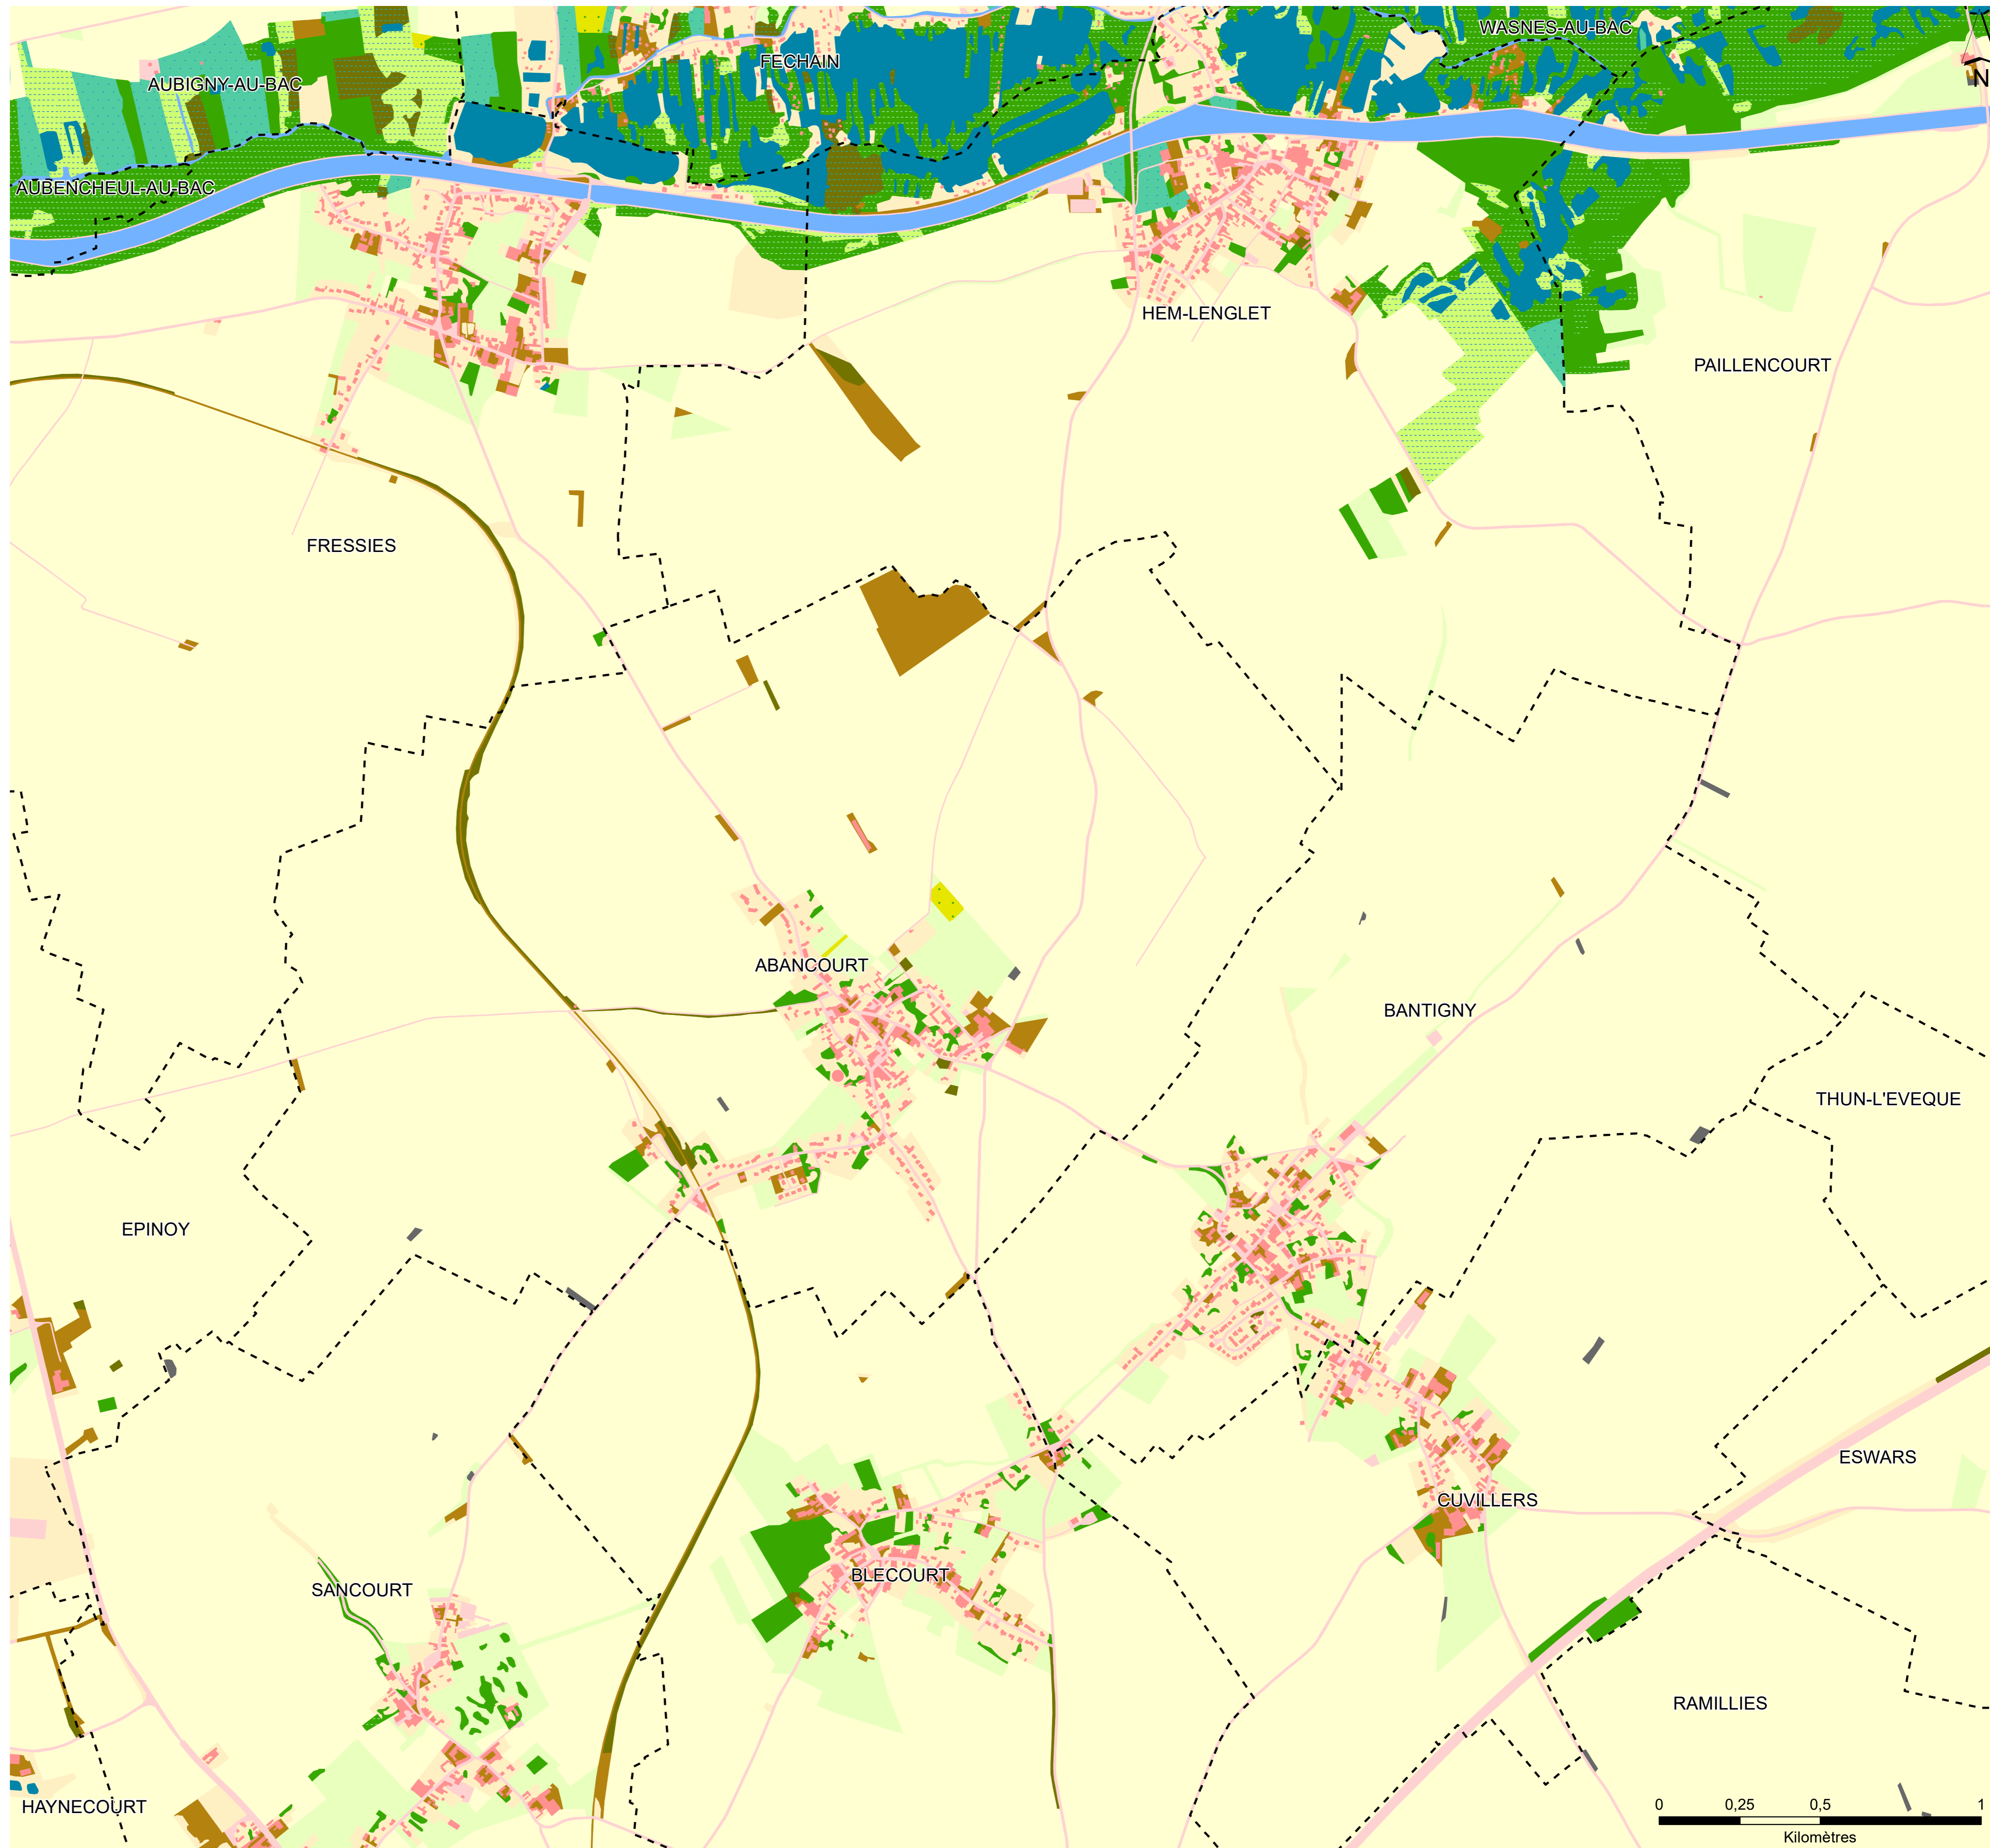 WASNES-AU-BAC
FECHAIN
N
AUBIGNY-AU-BAC
AUBENCHEUL-AU-BAC
HEM-LENGLET
PAILLENCOURT
FRESSIES
ABANCOURT
BANTIGNY
THUN-L'EVEQUE
EPINOY
ESWARS
CUVILLERS
BLECOURT
SANCOURT
RAMILLIES
HAYNECOURT
0 0,25 0,5 1
Kilomètres